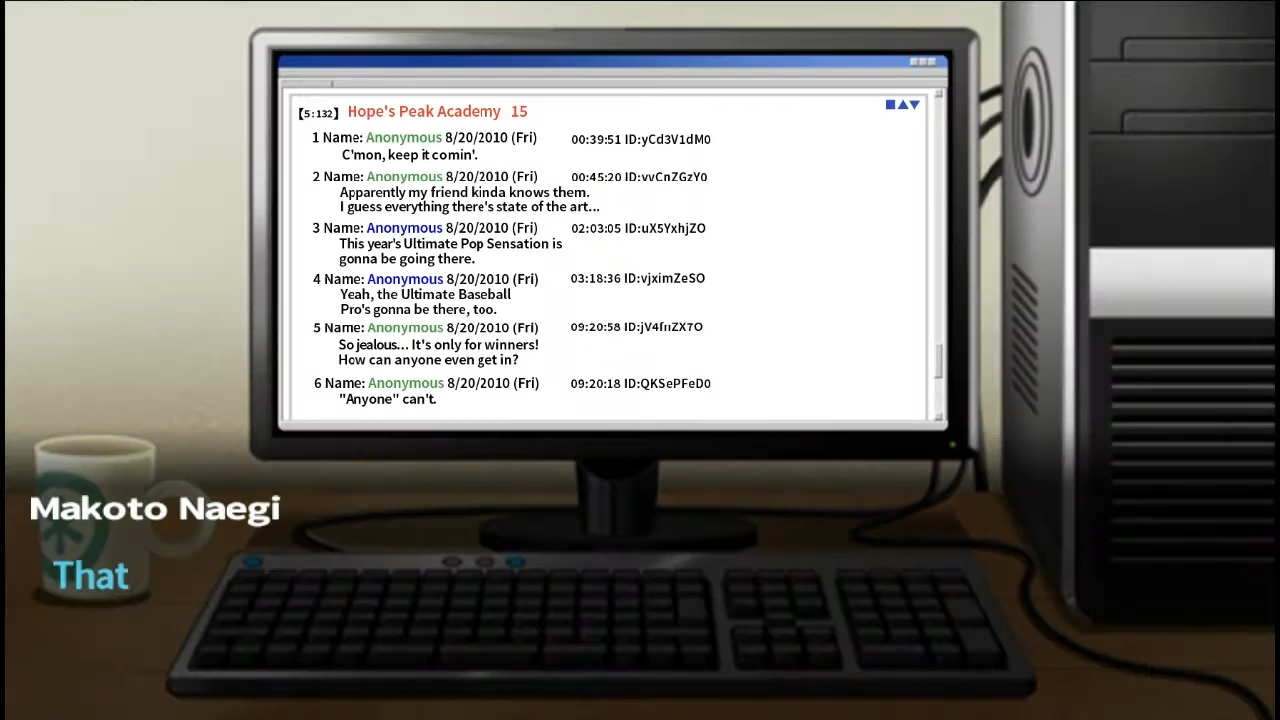 【5:132】 Hope's Peak Academy 15
1 Name: Anonymous 8/20/2010 (Fri) 00:39:51 ID:yCd3V1dM0
C'mon, keep it comin'.
2 Name: Anonymous 8/20/2010 (Fri) 00:45:20 ID:vvCnZGzY0
Apparently my friend kinda knows them.
I guess everything there's state of the art...
3 Name: Anonymous 8/20/2010 (Fri) 02:03:05 ID:uX5YxhjZO
This year's Ultimate Pop Sensation is
gonna be going there.
4 Name: Anonymous 8/20/2010 (Fri) 03:18:36 ID:vjximZeSO
Yeah, the Ultimate Baseball
Pro's gonna be there, too.
5 Name: Anonymous 8/20/2010 (Fri) 09:20:58 ID:jV4fnZX7O
So jealous... It's only for winners!
How can anyone even get in?
6 Name: Anonymous 8/20/2010 (Fri) 09:20:18 ID:QKSePFeD0
"Anyone" can't.
Makoto Naegi
That